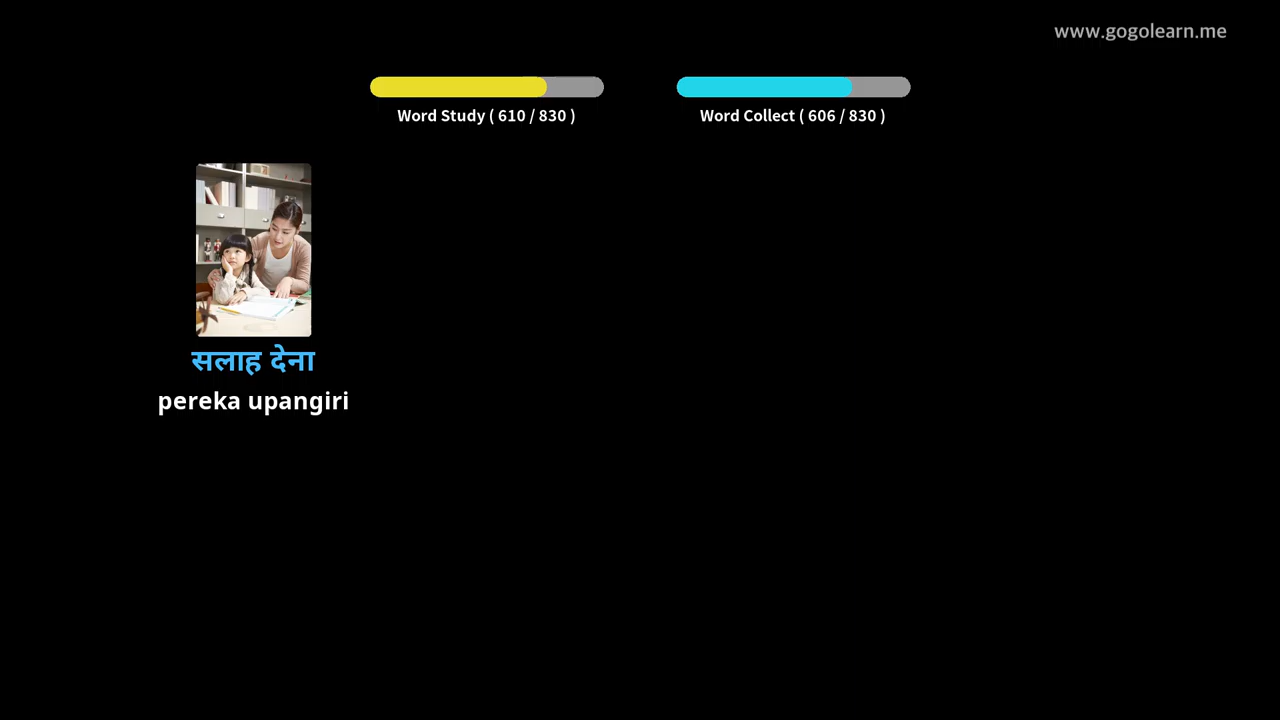 www.gogolearn.me
Word Study ( 610 / 830 )
Word Collect ( 606 / 830 )
सलाह देना
pereka upangiri